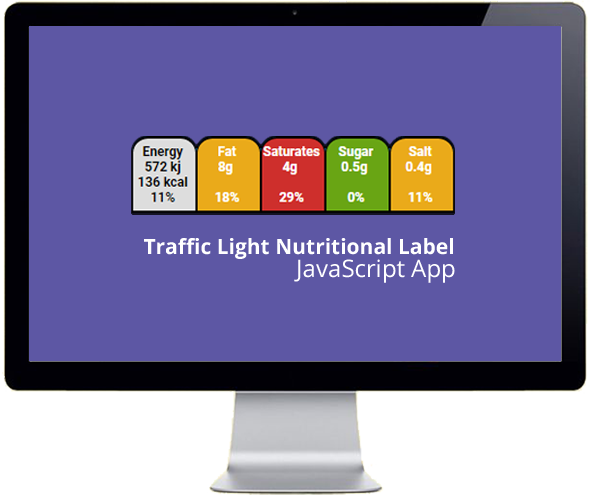 Energy
572 kj
136 kcal
11%
Fat
8g
18%
Saturates
4g
29%
Sugar
0.5g
0%
Salt
0.4g
11%
Traffic Light Nutritional Label
JavaScript App